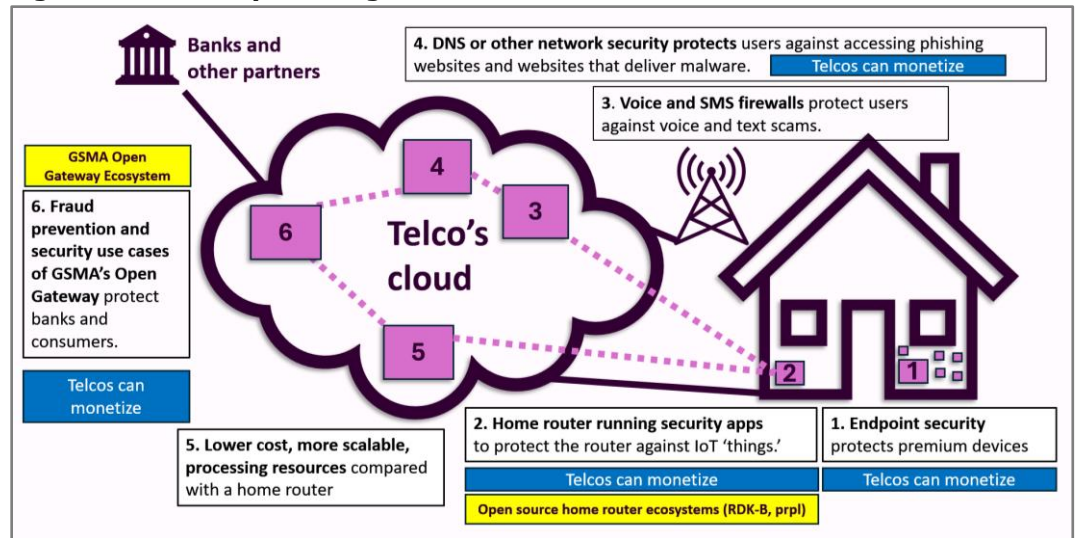 Banks and
other partners
4. DNS or other network security protects users against accessing phishing
websites and websites that deliver malware.
Telcos can monetize
3. Voice and SMS firewalls protect users
against voice and text scams.
GSMA Open
Gateway Ecosystem
6. Fraud
prevention and
security use cases
of GSMA's Open
Gateway protect
banks and
consumers.
Telcos can
monetize
4
3
6
Telco's
cloud
5
2
1
5. Lower cost, more scalable,
processing resources compared
with a home router
2. Home router running security apps
to protect the router against IoT 'things.'
Telcos can monetize
Open source home router ecosystems (RDK-B, prpl)
1. Endpoint security
protects premium devices
Telcos can monetize